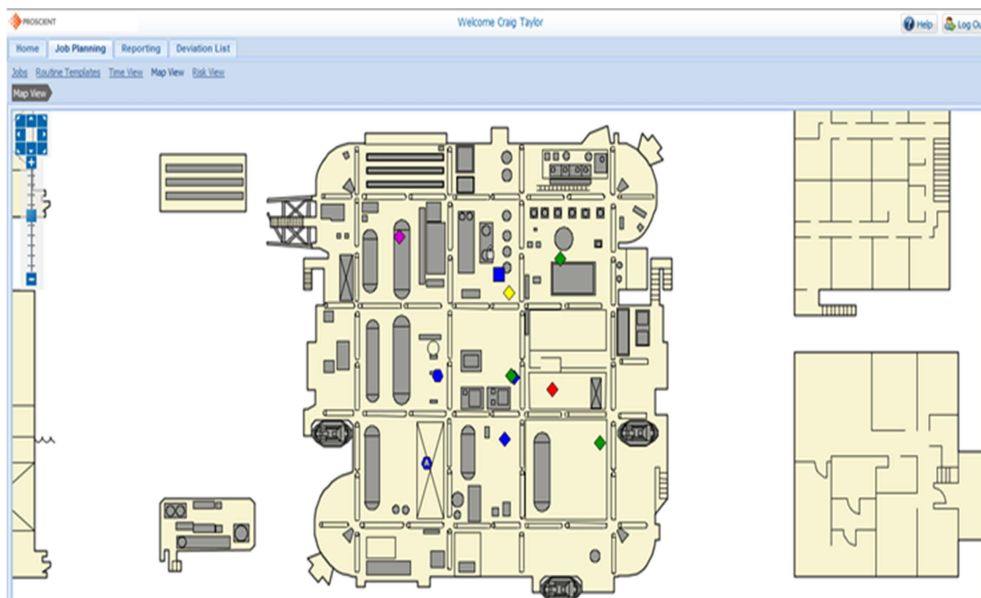 PROSCIENT
Welcome Craig Taylor
Help
Log Ou
Home
Job Planning
Reporting
Deviation List
Jobs
Routine Templates
Time View
Map View
Risk View
Map View
A